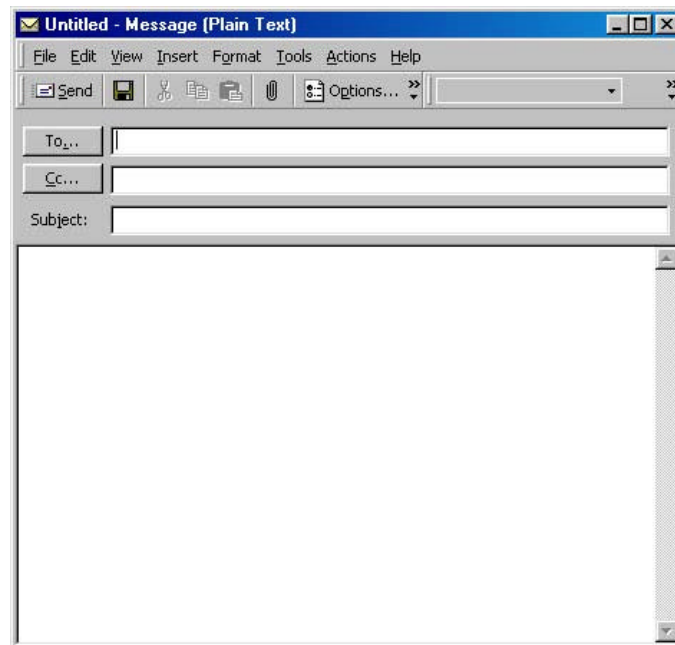 Untitled - Message (Plain Text)
File Edit View Insert Format Tools Actions Help
Send Options...
To...
Cc...
Subject: